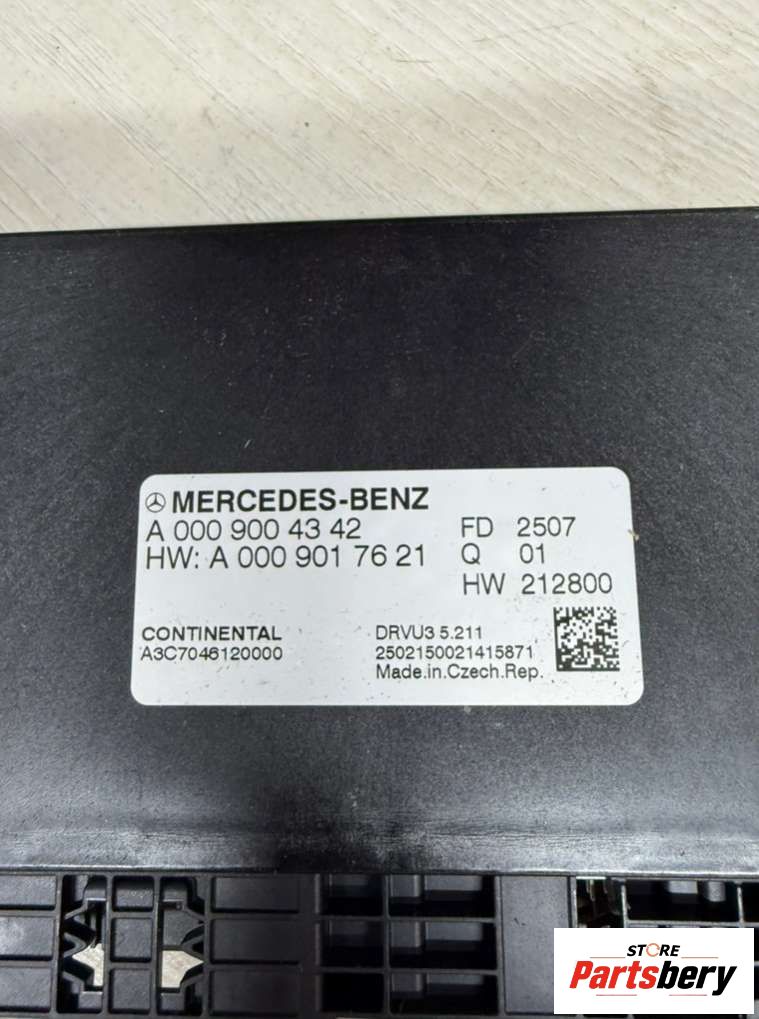 MERCEDES-BENZ
A 000 900 43 42 FD 2507
HW: A 000 901 76 21 Q 01
HW 212800
CONTINENTAL DRVU3 5.211
A3C7046120000 2502150021415871
Made.in.Czech.Rep.
STORE
Partsbery